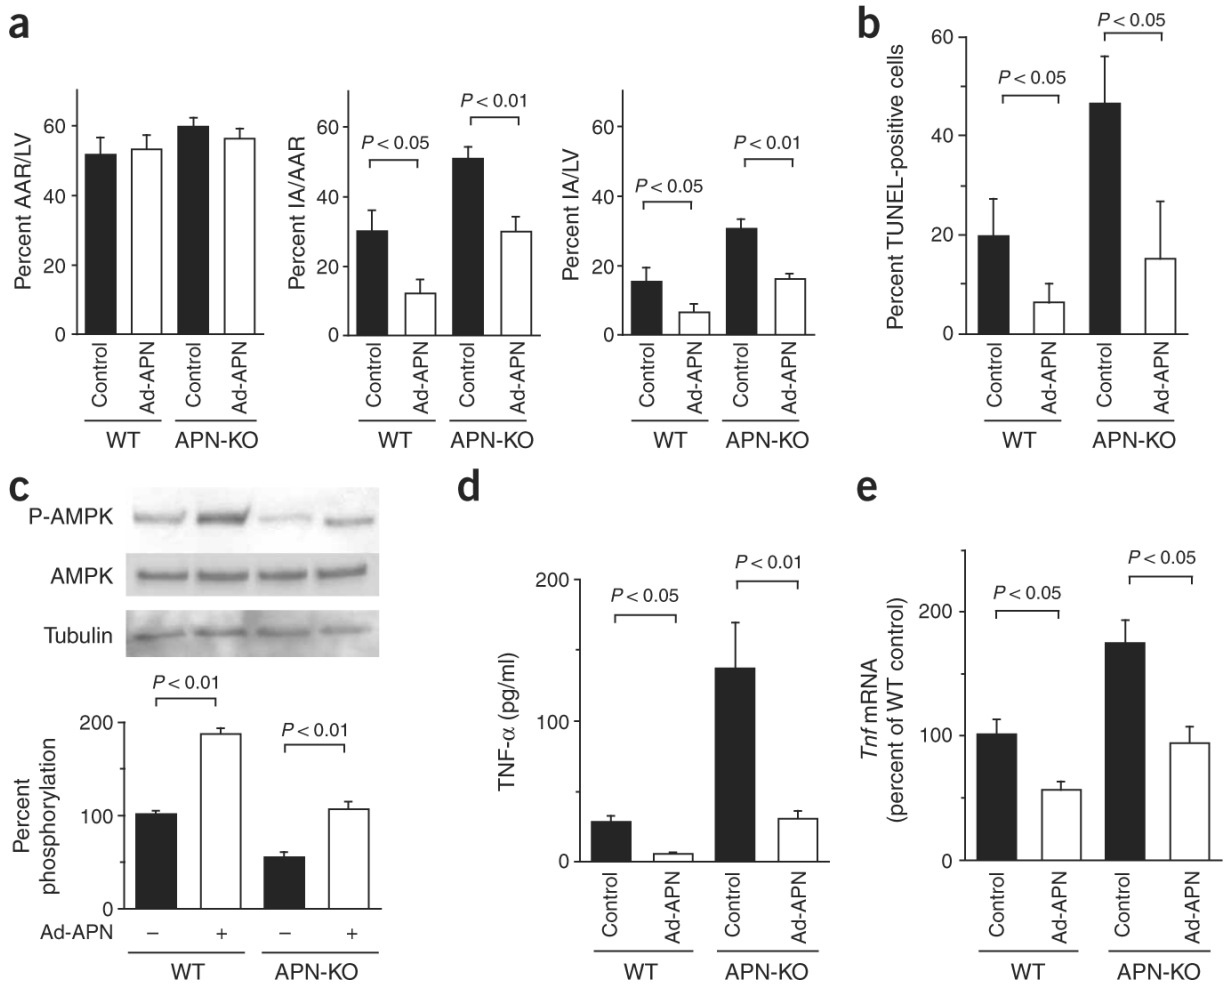 a
Percent AAR/LV
60
40
20
0
Control
Ad-APN
Control
Ad-APN
WT
APN-KO
Percent IA/AAR
60
40
20
0
P < 0.05
P < 0.01
Control
Ad-APN
Control
Ad-APN
WT
APN-KO
Percent IA/LV
60
40
20
0
P < 0.05
P < 0.01
Control
Ad-APN
Control
Ad-APN
WT
APN-KO
b
Percent TUNEL-positive cells
60
40
20
0
P < 0.05
P < 0.05
Control
Ad-APN
Control
Ad-APN
WT
APN-KO
c
P-AMPK
AMPK
Tubulin
P < 0.01
P < 0.01
Percent
phosphorylation
200
100
0
Ad-APN – + – +
WT
APN-KO
d
TNF-α (pg/ml)
200
100
0
P < 0.05
P < 0.01
Control
Ad-APN
Control
Ad-APN
WT
APN-KO
e
Tnf mRNA
(percent of WT control)
200
100
0
P < 0.05
P < 0.05
Control
Ad-APN
Control
Ad-APN
WT
APN-KO